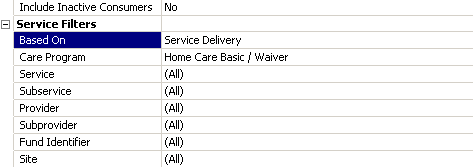 Include Inactive Consumers No
Service Filters
Based On Service Delivery
Care Program Home Care Basic / Waiver
Service (All)
Subservice (All)
Provider (All)
Subprovider (All)
Fund Identifier (All)
Site (All)